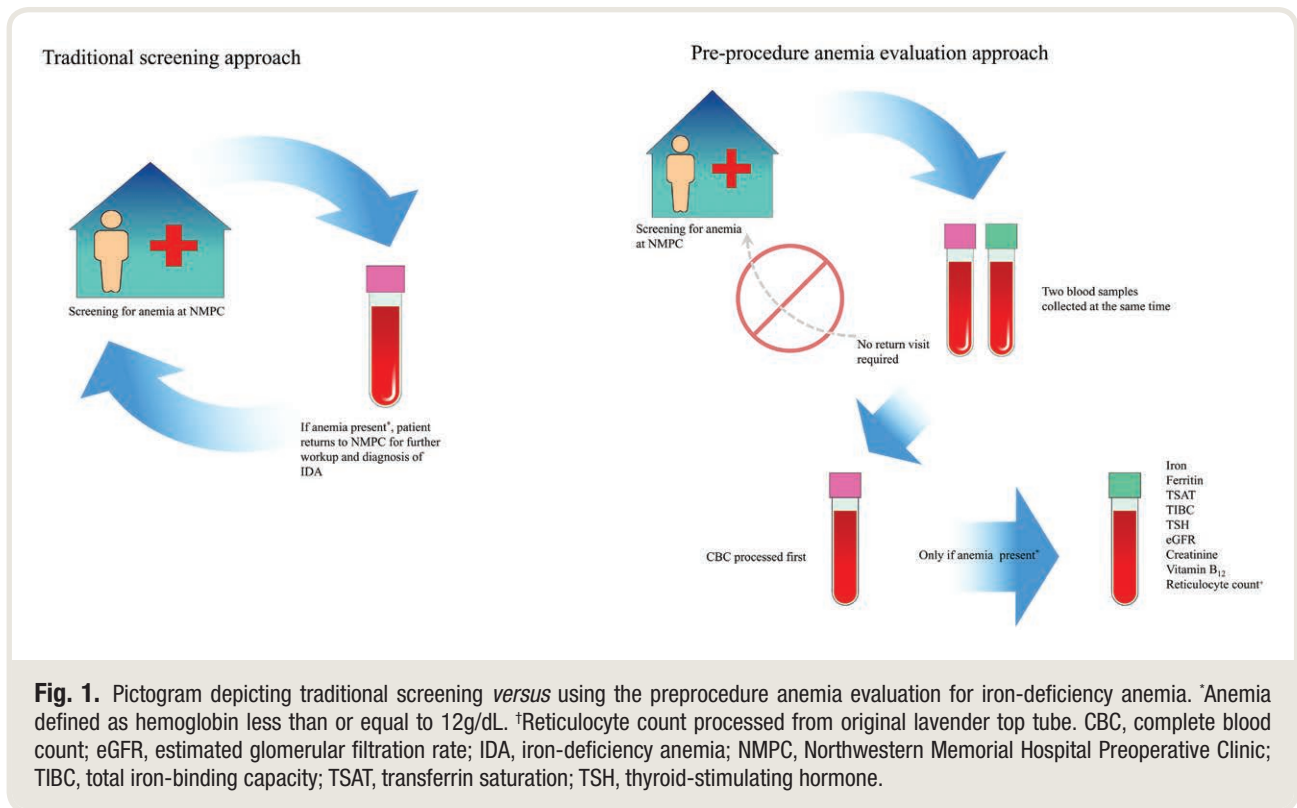 Traditional screening approach
Screening for anemia at NMPC
If anemia present*, patient
returns to NMPC for further
workup and diagnosis of
IDA
Pre-procedure anemia evaluation approach
Screening for anemia
at NMPC
Two blood samples
collected at the same time
No return visit
required
CBC processed first
Only if anemia present*
Iron
Ferritin
TSAT
TIBC
TSH
eGFR
Creatinine
Vitamin B₁₂
Reticulocyte count⁺
Fig. 1. Pictogram depicting traditional screening versus using the preprocedure anemia evaluation for iron-deficiency anemia. *Anemia
defined as hemoglobin less than or equal to 12g/dL. †Reticulocyte count processed from original lavender top tube. CBC, complete blood
count; eGFR, estimated glomerular filtration rate; IDA, iron-deficiency anemia; NMPC, Northwestern Memorial Hospital Preoperative Clinic;
TIBC, total iron-binding capacity; TSAT, transferrin saturation; TSH, thyroid-stimulating hormone.